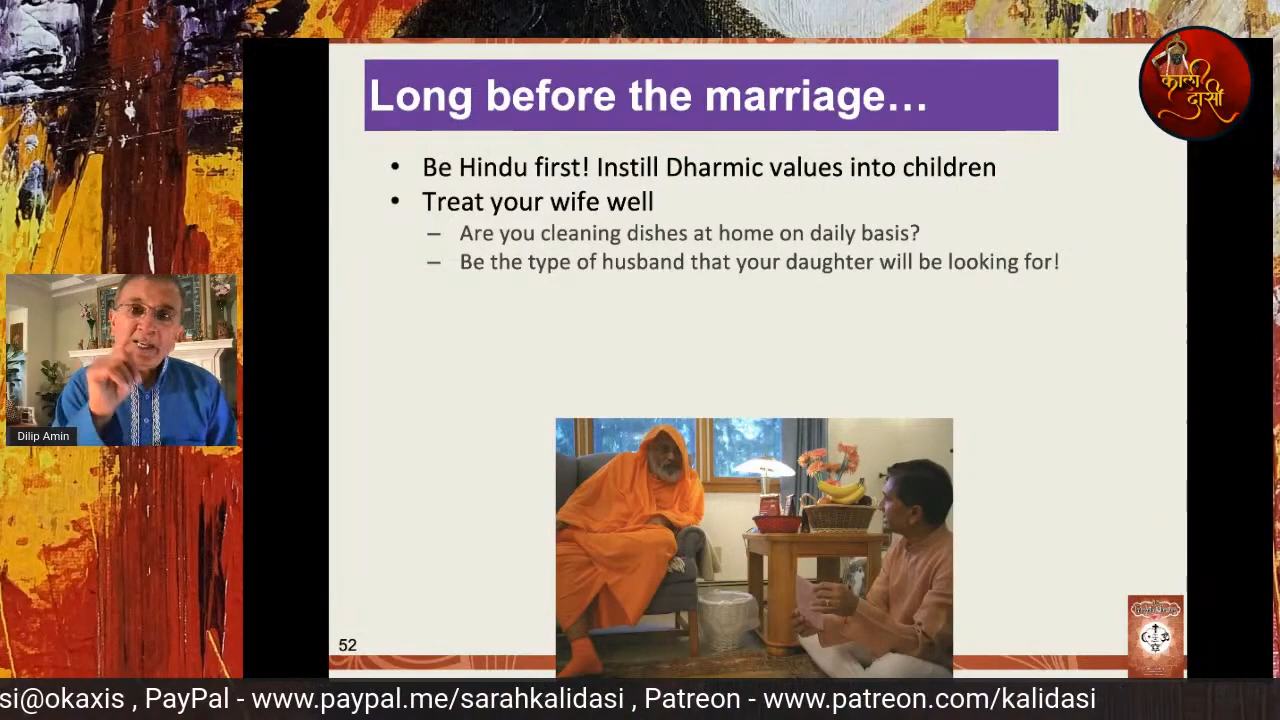 Long before the marriage...
काली
दासी
• Be Hindu first! Instill Dharmic values into children
• Treat your wife well
– Are you cleaning dishes at home on daily basis?
– Be the type of husband that your daughter will be looking for!
Dilip Amin
52
si@okaxis , PayPal - www.paypal.me/sarahkalidasi , Patreon - www.patreon.com/kalidasi